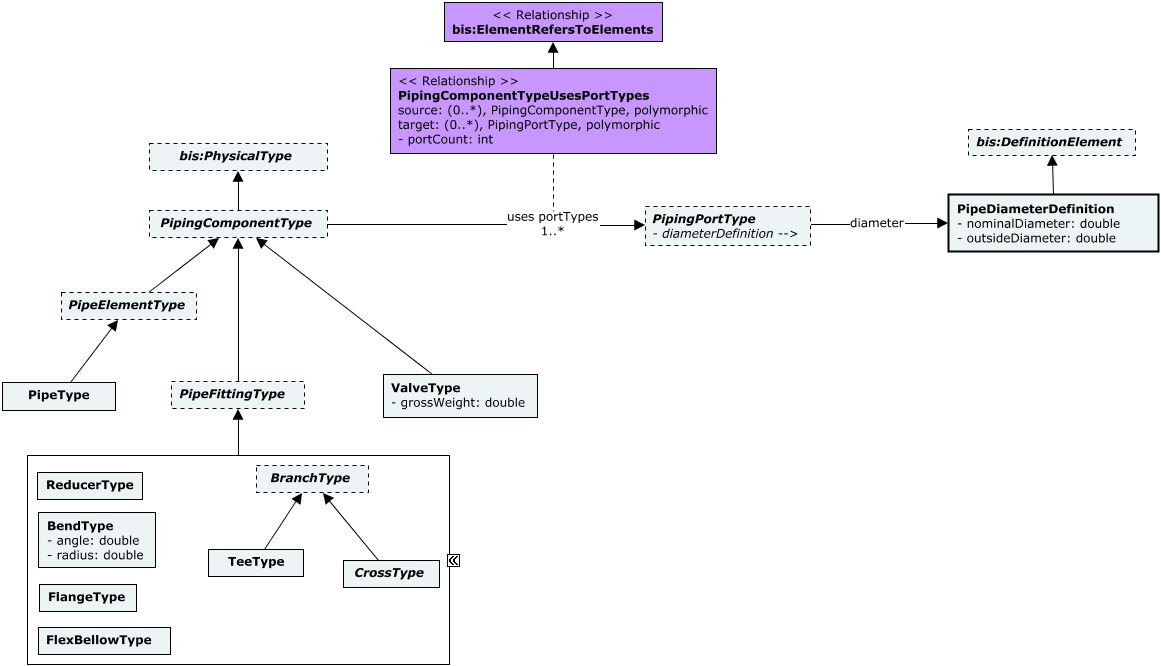 << Relationship >>
bis:ElementRefersToElements
<< Relationship >>
PipingComponentTypeUsesPortTypes
source: (0..*), PipingComponentType, polymorphic
target: (0..*), PipingPortType, polymorphic
- portCount: int
bis:DefinitionElement
bis:PhysicalType
PipingComponentType
uses portTypes
1..*
PipingPortType
- diameterDefinition -->
diameter
PipeDiameterDefinition
- nominalDiameter: double
- outsideDiameter: double
PipeElementType
PipeType
PipeFittingType
ValveType
- grossWeight: double
ReducerType
BranchType
BendType
- angle: double
- radius: double
TeeType
CrossType
FlangeType
FlexBellowType